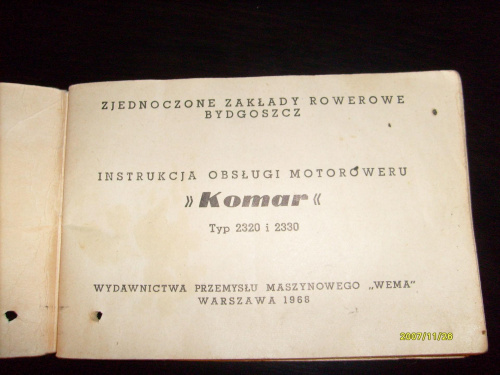 ZJEDNOCZONE ZAKŁADY ROWEROWE
BYDGOSZCZ
INSTRUKCJA OBSŁUGI MOTOROWERU
»Komar«
Typ 2320 i 2330
WYDAWNICTWA PRZEMYSŁU MASZYNOWEGO „WEMA”
WARSZAWA 1968
2007/11/26